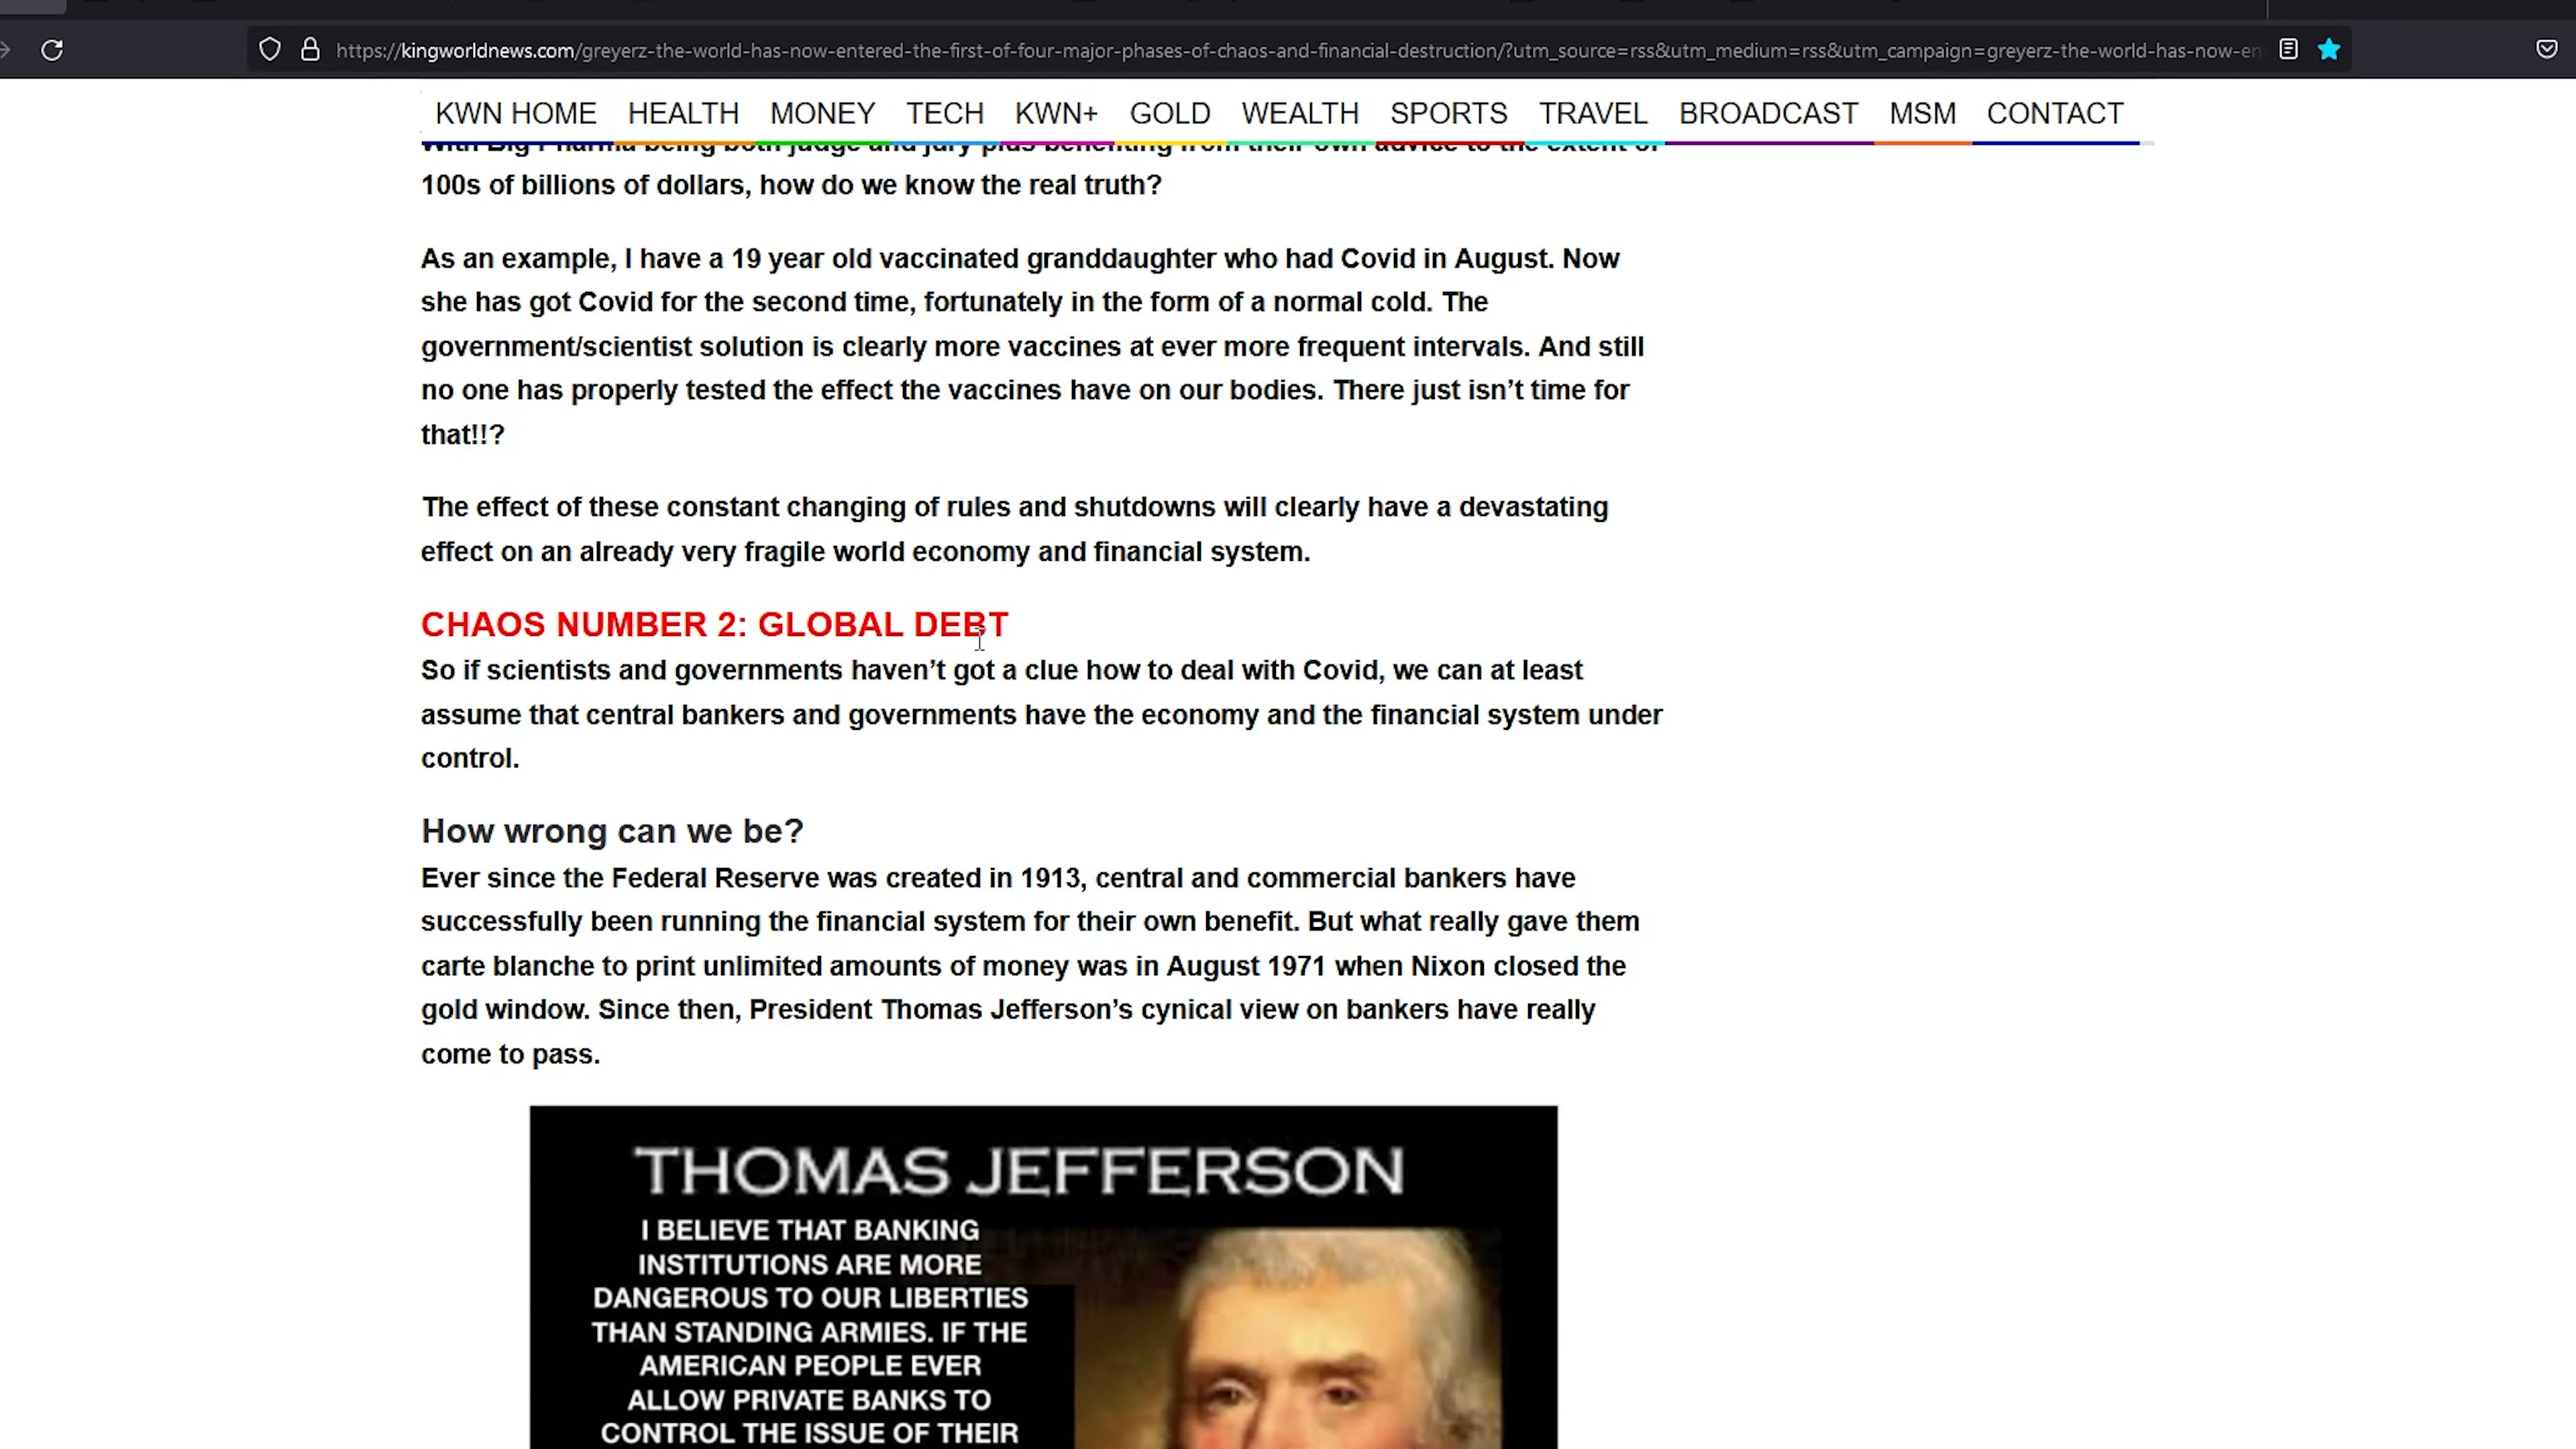 https://kingworldnews.com/greyerz-the-world-has-now-entered-the-first-of-four-major-phases-of-chaos-and-financial-destruction/?utm_source=rss&utm_medium=rss&utm_campaign=greyerz-the-world-has-now-en
KWN HOME HEALTH MONEY TECH KWN+ GOLD WEALTH SPORTS TRAVEL BROADCAST MSM CONTACT
With Big Pharma being both judge and jury plus benefiting from their own advice to the extent of
100s of billions of dollars, how do we know the real truth?
As an example, I have a 19 year old vaccinated granddaughter who had Covid in August. Now
she has got Covid for the second time, fortunately in the form of a normal cold. The
government/scientist solution is clearly more vaccines at ever more frequent intervals. And still
no one has properly tested the effect the vaccines have on our bodies. There just isn’t time for
that!!?
The effect of these constant changing of rules and shutdowns will clearly have a devastating
effect on an already very fragile world economy and financial system.
CHAOS NUMBER 2: GLOBAL DEBT
So if scientists and governments haven’t got a clue how to deal with Covid, we can at least
assume that central bankers and governments have the economy and the financial system under
control.
How wrong can we be?
Ever since the Federal Reserve was created in 1913, central and commercial bankers have
successfully been running the financial system for their own benefit. But what really gave them
carte blanche to print unlimited amounts of money was in August 1971 when Nixon closed the
gold window. Since then, President Thomas Jefferson’s cynical view on bankers have really
come to pass.
THOMAS JEFFERSON
I BELIEVE THAT BANKING
INSTITUTIONS ARE MORE
DANGEROUS TO OUR LIBERTIES
THAN STANDING ARMIES. IF THE
AMERICAN PEOPLE EVER
ALLOW PRIVATE BANKS TO
CONTROL THE ISSUE OF THEIR